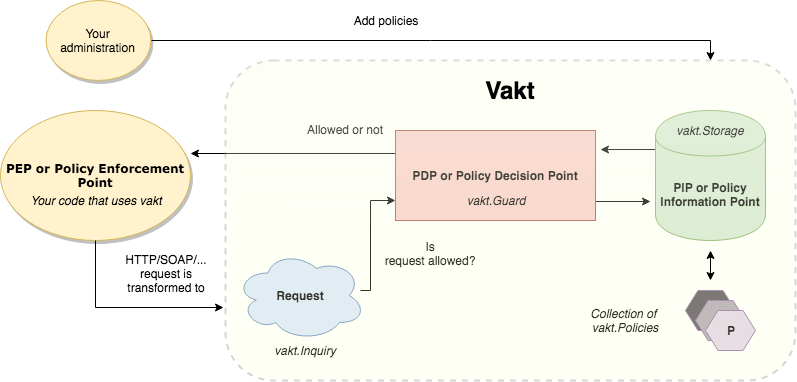 Your
administration
Add policies
Vakt
PEP or Policy Enforcement
Point
Your code that uses vakt
Allowed or not
PDP or Policy Decision Point
vakt.Guard
vakt.Storage
PIP or Policy
Information Point
HTTP/SOAP/...
request is
transformed to
Request
vakt.Inquiry
Is
request allowed?
Collection of
vakt.Policies
P